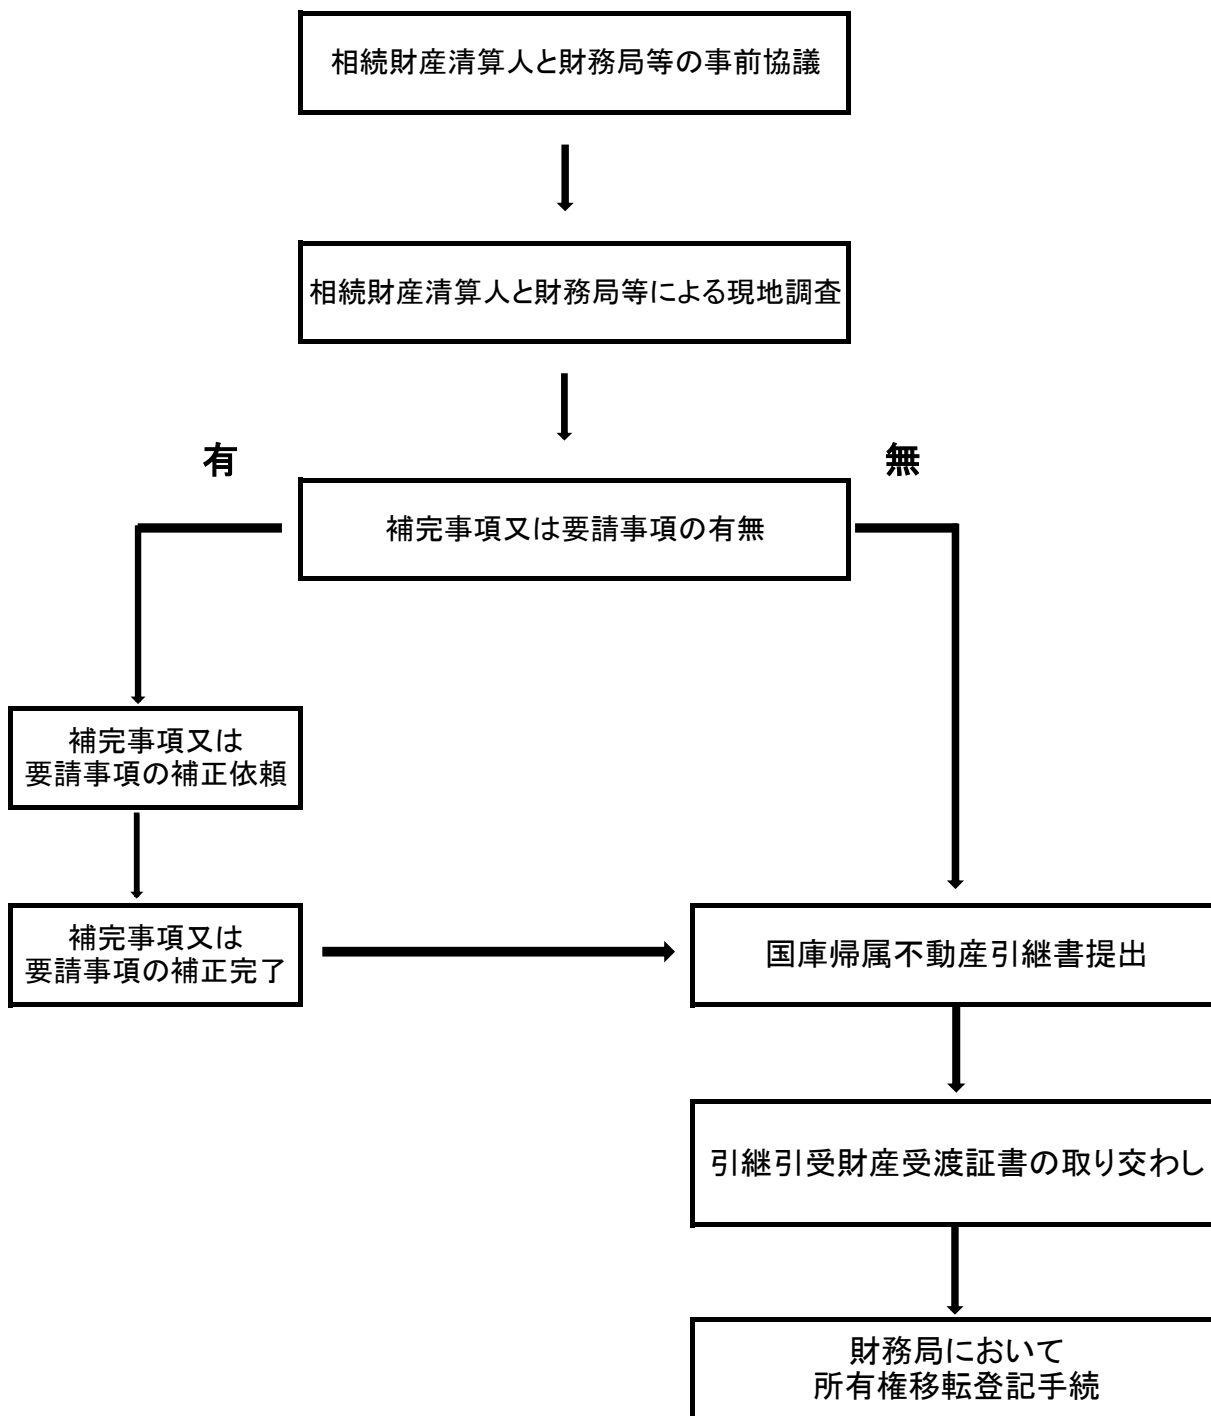 相続財産清算人と財務局等の事前協議
相続財産清算人と財務局等による現地調査
有
無
補完事項又は要請事項の有無
補完事項又は
要請事項の補正依頼
補完事項又は
要請事項の補正完了
国庫帰属不動産引継書提出
引継引受財産受渡証書の取り交わし
財務局において
所有権移転登記手続